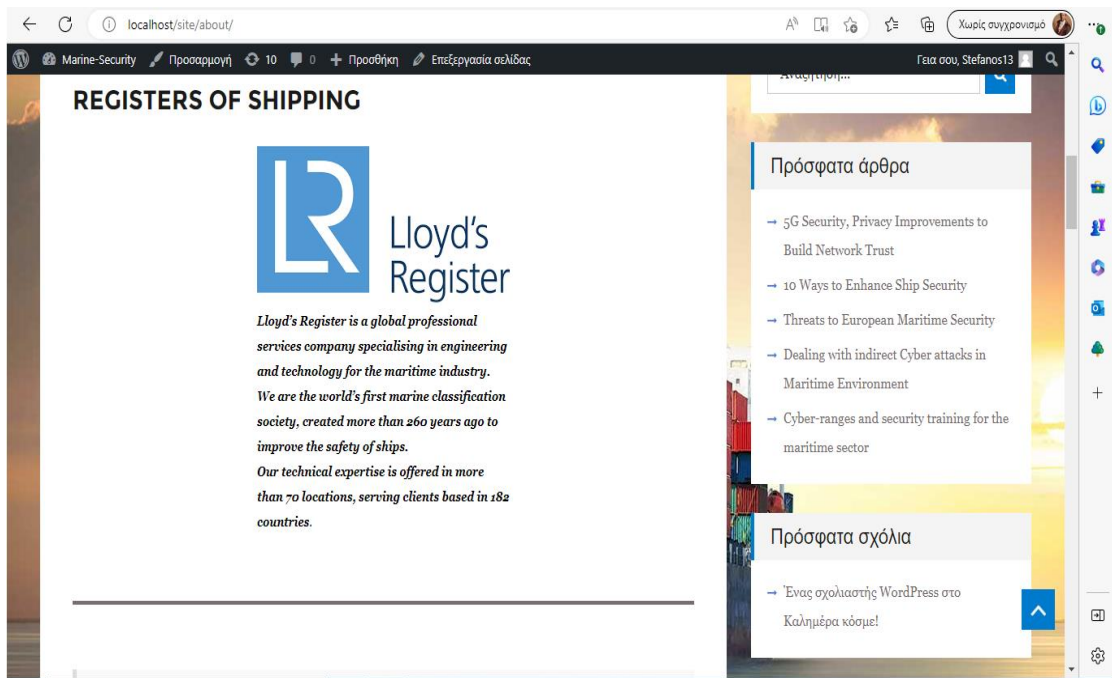 localhost/site/about/
Χωρίς συγχρονισμό
Marine-Security
Προσαρμογή
10
0
Προσθήκη
Επεξεργασία σελίδας
Γεια σου, Stefanos13
REGISTERS OF SHIPPING
LR
Lloyd's
Register
Lloyd's Register is a global professional
services company specialising in engineering
and technology for the maritime industry.
We are the world's first marine classification
society, created more than 260 years ago to
improve the safety of ships.
Our technical expertise is offered in more
than 70 locations, serving clients based in 182
countries.
Αναζήτηση...
Πρόσφατα άρθρα
→ 5G Security, Privacy Improvements to
Build Network Trust
→ 10 Ways to Enhance Ship Security
→ Threats to European Maritime Security
→ Dealing with indirect Cyber attacks in
Maritime Environment
→ Cyber-ranges and security training for the
maritime sector
Πρόσφατα σχόλια
→ Ένας σχολιαστής WordPress στο
Καλημέρα κόσμε!